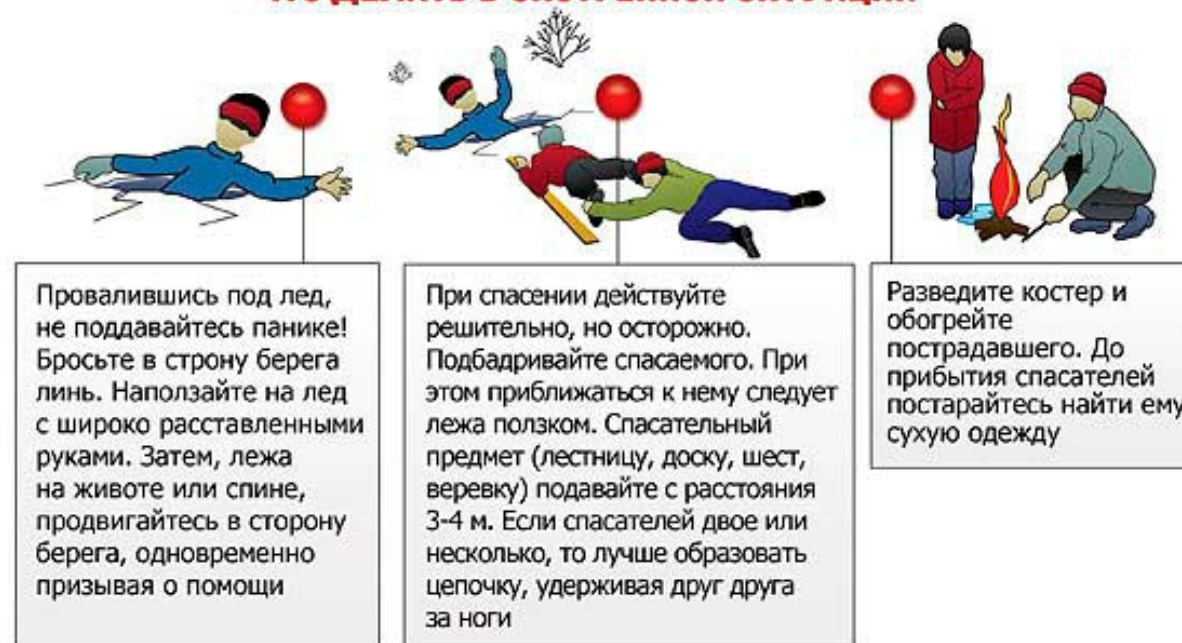 ЧТО ДЕЛАТЬ В ЭКСТРЕННОЙ СИТУАЦИИ
Провалившись под лед,
не поддавайтесь панике!
Бросьте в строну берега
линь. Наползайте на лед
с широко расставленными
руками. Затем, лежа
на животе или спине,
продвигайтесь в сторону
берега, одновременно
призывая о помощи
При спасении действуйте
решительно, но осторожно.
Подбадривайте спасаемого. При
этом приближаться к нему следует
лежа ползком. Спасательный
предмет (лестницу, доску, шест,
веревку) подавайте с расстояния
3-4 м. Если спасателей двое или
несколько, то лучше образовать
цепочку, удерживая друг друга
за ноги
Разведите костер и
обогрейте
пострадавшего. До
прибытия спасателей
постарайтесь найти ему
сухую одежду